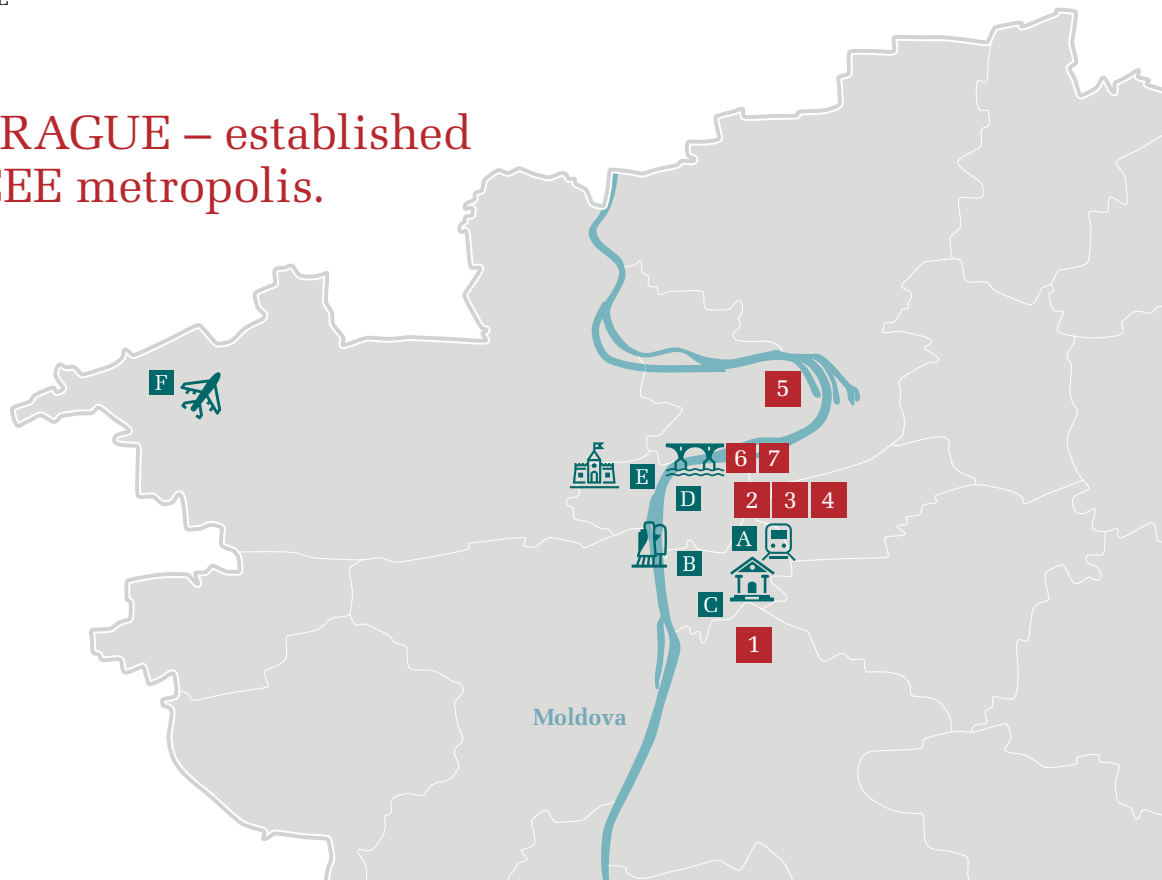 RAGUE – established
EE metropolis.
F
5
6 7
E
D
2 3 4
A
B
C
1
Moldova